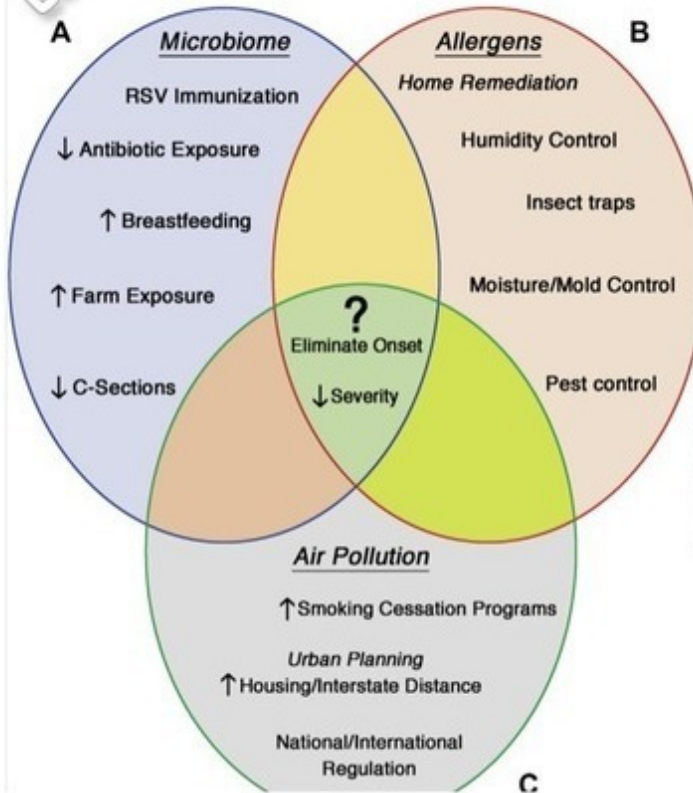 A
Microbiome
RSV Immunization
↓ Antibiotic Exposure
↑ Breastfeeding
↑ Farm Exposure
↓ C-Sections
Allergens
B
Home Remediation
Humidity Control
Insect traps
Moisture/Mold Control
Pest control
?
Eliminate Onset
↓ Severity
Air Pollution
↑ Smoking Cessation Programs
Urban Planning
↑ Housing/Interstate Distance
National/International
Regulation
C